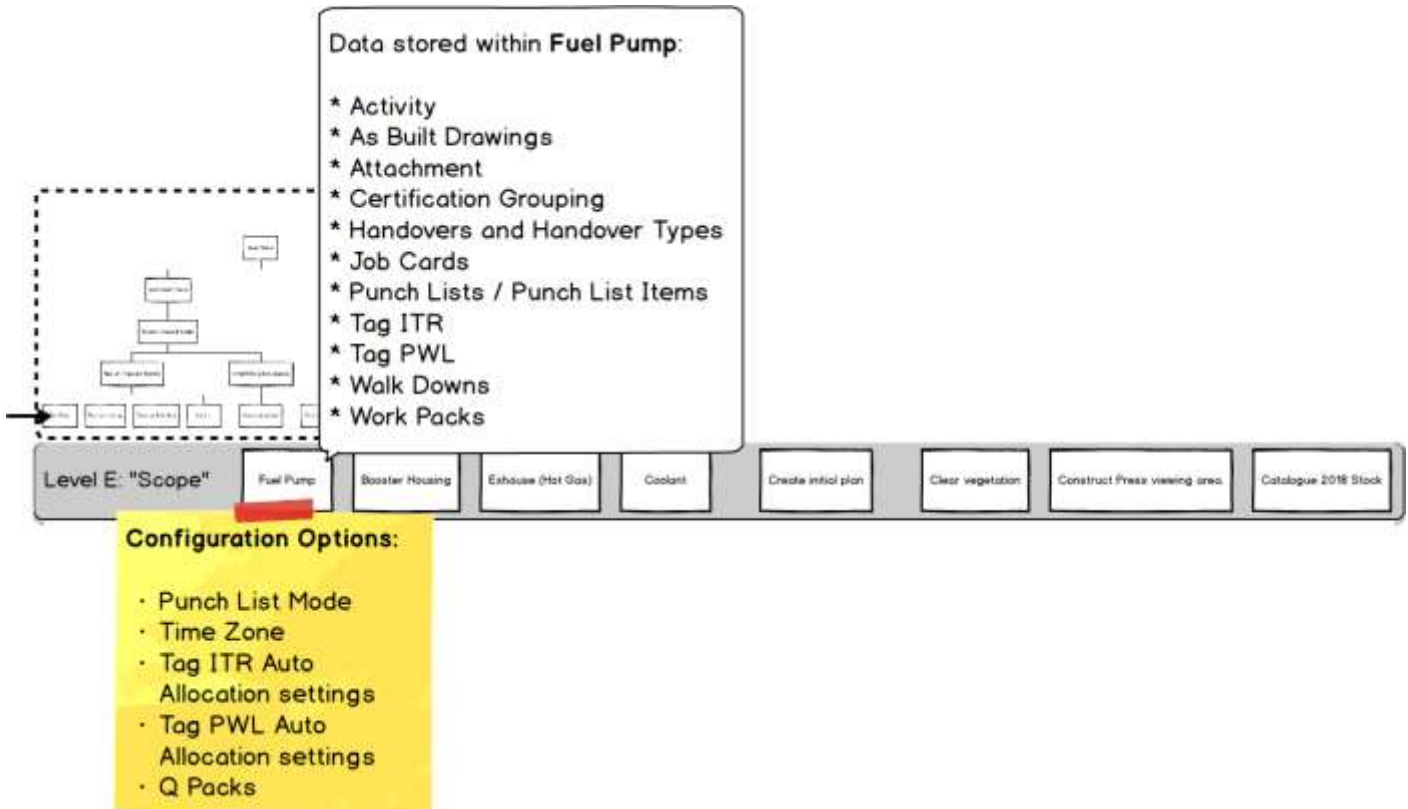 Data stored within Fuel Pump:
* Activity
* As Built Drawings
* Attachment
* Certification Grouping
* Handovers and Handover Types
* Job Cards
* Punch Lists / Punch List Items
* Tag ITR
* Tag PWL
* Walk Downs
* Work Packs
Level E: "Scope"
Fuel Pump
Booster Housing
Exhause (Hot Gas)
Coolant
Create initial plan
Clear vegetation
Construct Press viewing area
Catalogue 2018 Stock
Configuration Options:
· Punch List Mode
· Time Zone
· Tag ITR Auto
Allocation settings
· Tag PWL Auto
Allocation settings
· Q Packs